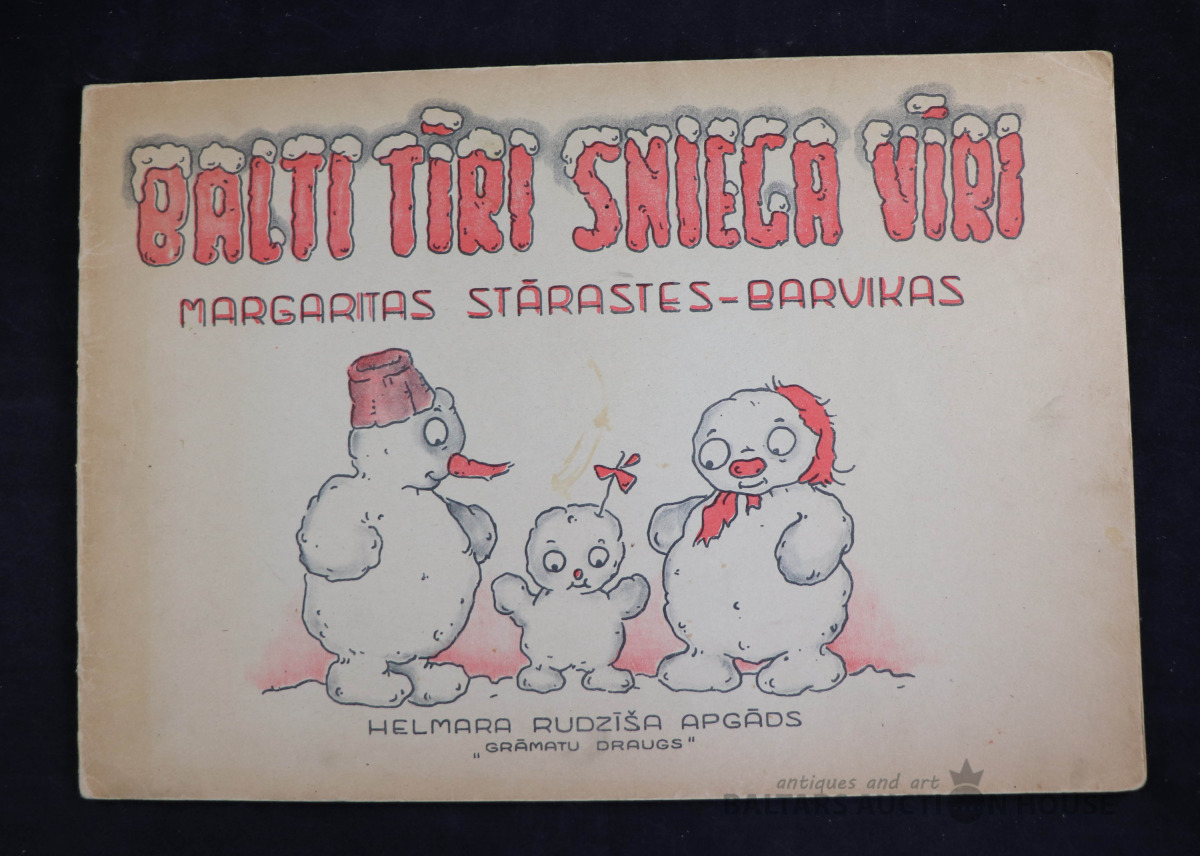 BALTI TĪRI SNIEGA VĪRI
MARGARITAS STĀRASTES-BARVIKAS
HELMARA RUDZĪŠA APGĀDS
„GRĀMATU DRAUGS"
antiques and art
BALTARS AUCTION HOUSE